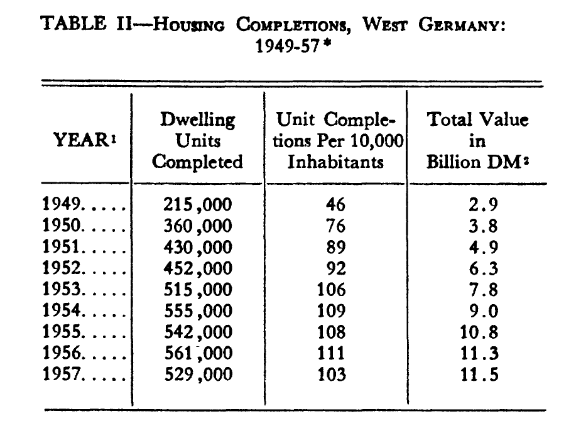 TABLE II—Housing Completions, West Germany:
1949-57*
YEAR¹ Dwelling Units Completed Unit Comple-tions Per 10,000 Inhabitants Total Value in Billion DM²
1949..... 215,000 46 2.9
1950..... 360,000 76 3.8
1951..... 430,000 89 4.9
1952..... 452,000 92 6.3
1953..... 515,000 106 7.8
1954..... 555,000 109 9.0
1955..... 542,000 108 10.8
1956..... 561,000 111 11.3
1957..... 529,000 103 11.5